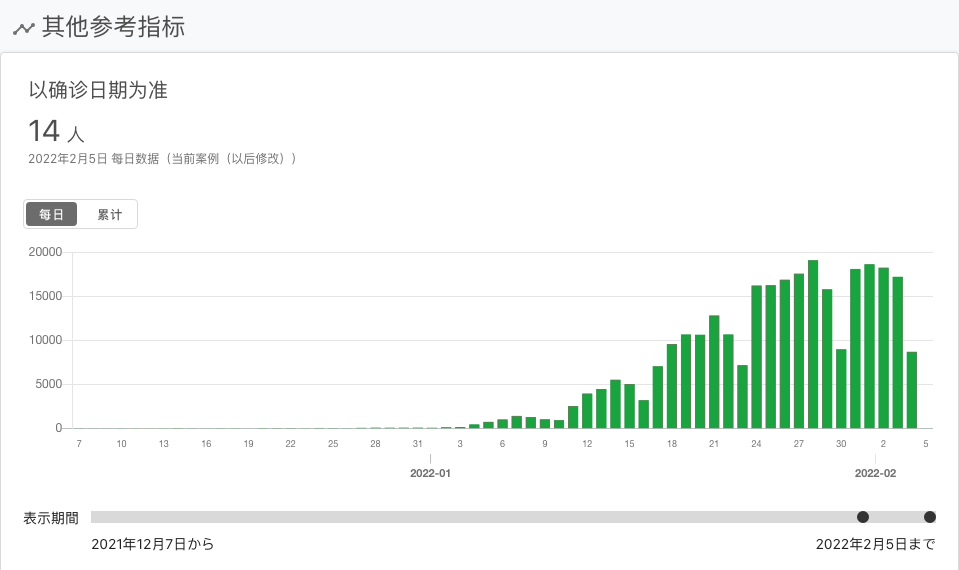 其他参考指标
以确诊日期为准
14 人
2022年2月5日 每日数据（当前案例（以后修改））
每日 累计
20000
15000
10000
5000
0
7 10 13 16 19 22 25 28 31 3 6 9 12 15 18 21 24 27 30 2 5
2022-01 2022-02
表示期間
2021年12月7日から 2022年2月5日まで